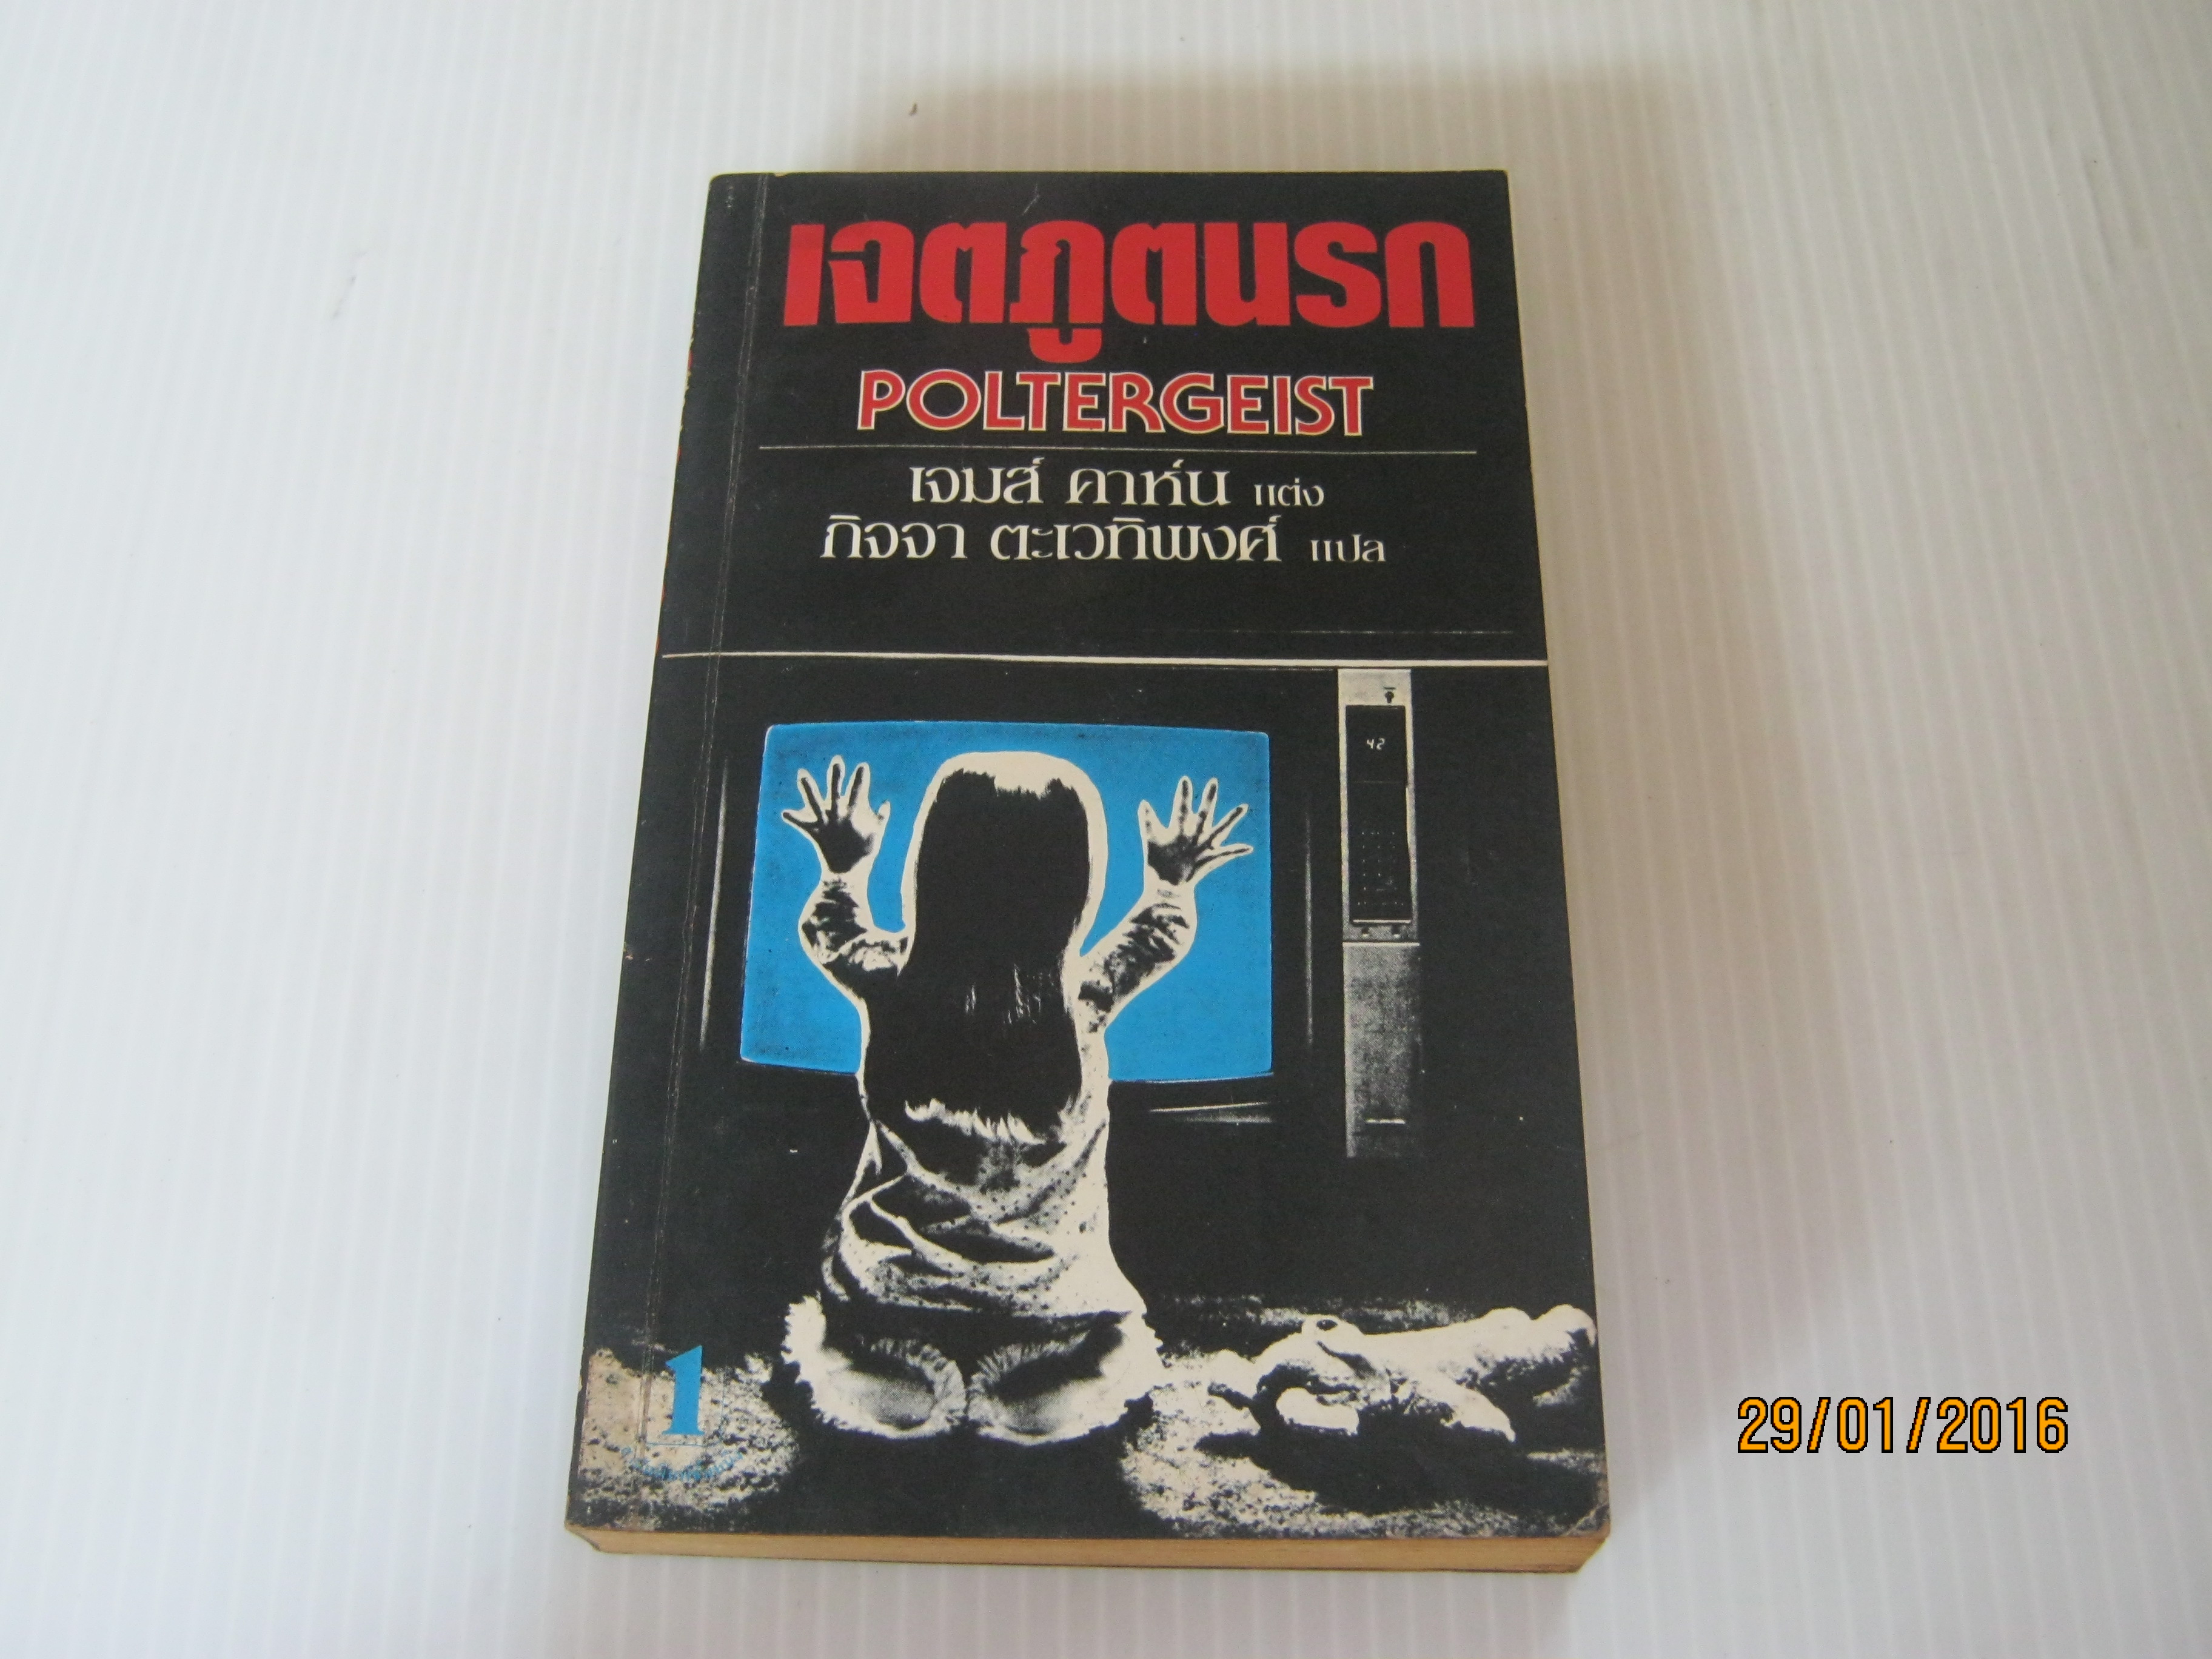 เจตภูตนรก
POLTERGEIST
เจมส์ คาห์น แต่ง
กิจจา ตะเวทิพงศ์ แปล
42
1
29/01/2016